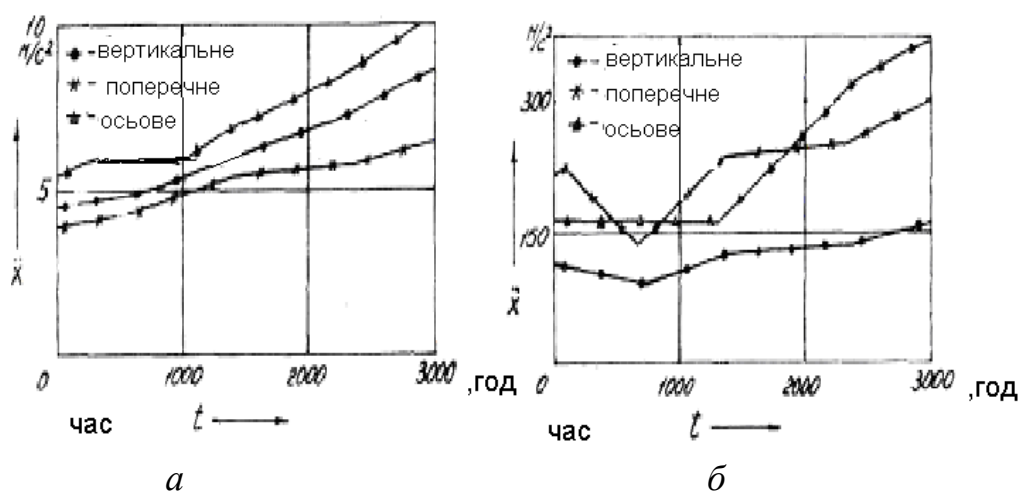 10
м/с²
вертикальне
поперечне
осьове
ẍ
5
0 1000 2000 3000 ,год
час t
а
м/с²
вертикальне
поперечне
осьове
300
150
ẍ
0 1000 2000 3000 ,год
час t
б